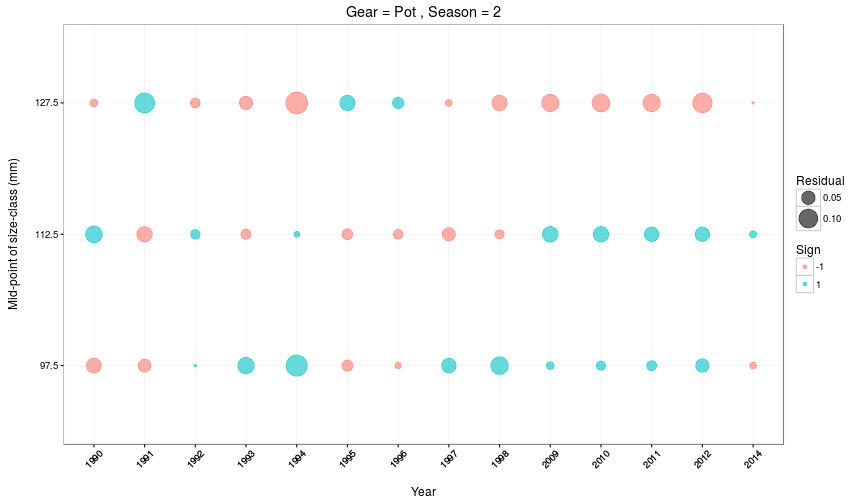 Gear = Pot , Season = 2
Mid-point of size-class (mm)
127.5
112.5
97.5
1990 1991 1992 1993 1994 1995 1996 1997 1998 2009 2010 2011 2012 2014
Year
Residual
0.05
0.10
Sign
-1
1